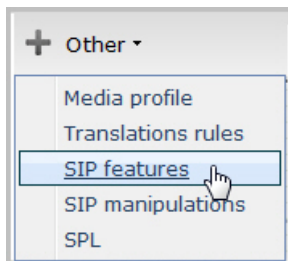 Other
Media profile
Translations rules
SIP features
SIP manipulations
SPL